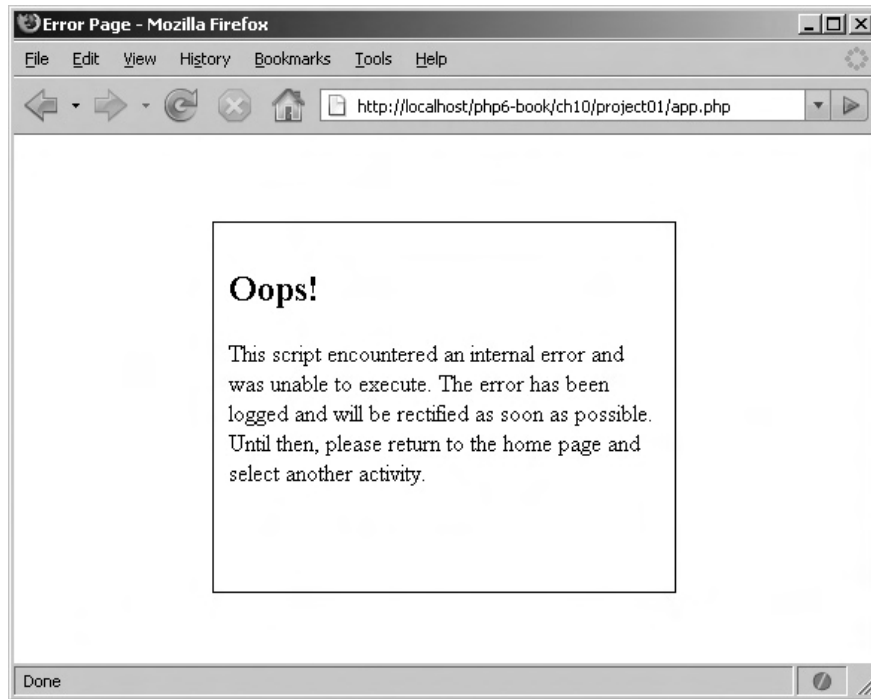 Error Page - Mozilla Firefox
File Edit View History Bookmarks Tools Help
http://localhost/php6-book/ch10/project01/app.php
Oops!
This script encountered an internal error and
was unable to execute. The error has been
logged and will be rectified as soon as possible.
Until then, please return to the home page and
select another activity.
Done